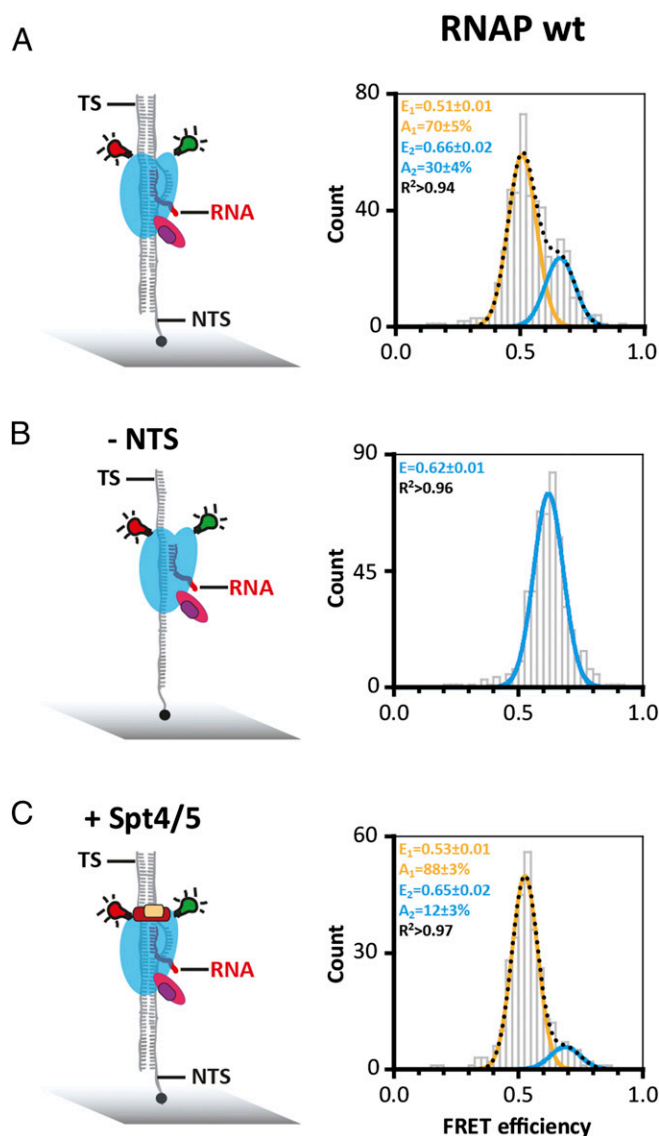 A
RNAP wt
TS
RNA
NTS
80
40
0
Count
E₁=0.51±0.01
A₁=70±5%
E₂=0.66±0.02
A₂=30±4%
R²>0.94
0.0
0.5
1.0
B
- NTS
TS
RNA
90
45
0
Count
E=0.62±0.01
R²>0.96
0.0
0.5
1.0
C
+ Spt4/5
TS
RNA
NTS
60
30
0
Count
E₁=0.53±0.01
A₁=88±3%
E₂=0.65±0.02
A₂=12±3%
R²>0.97
0.0
0.5
1.0
FRET efficiency